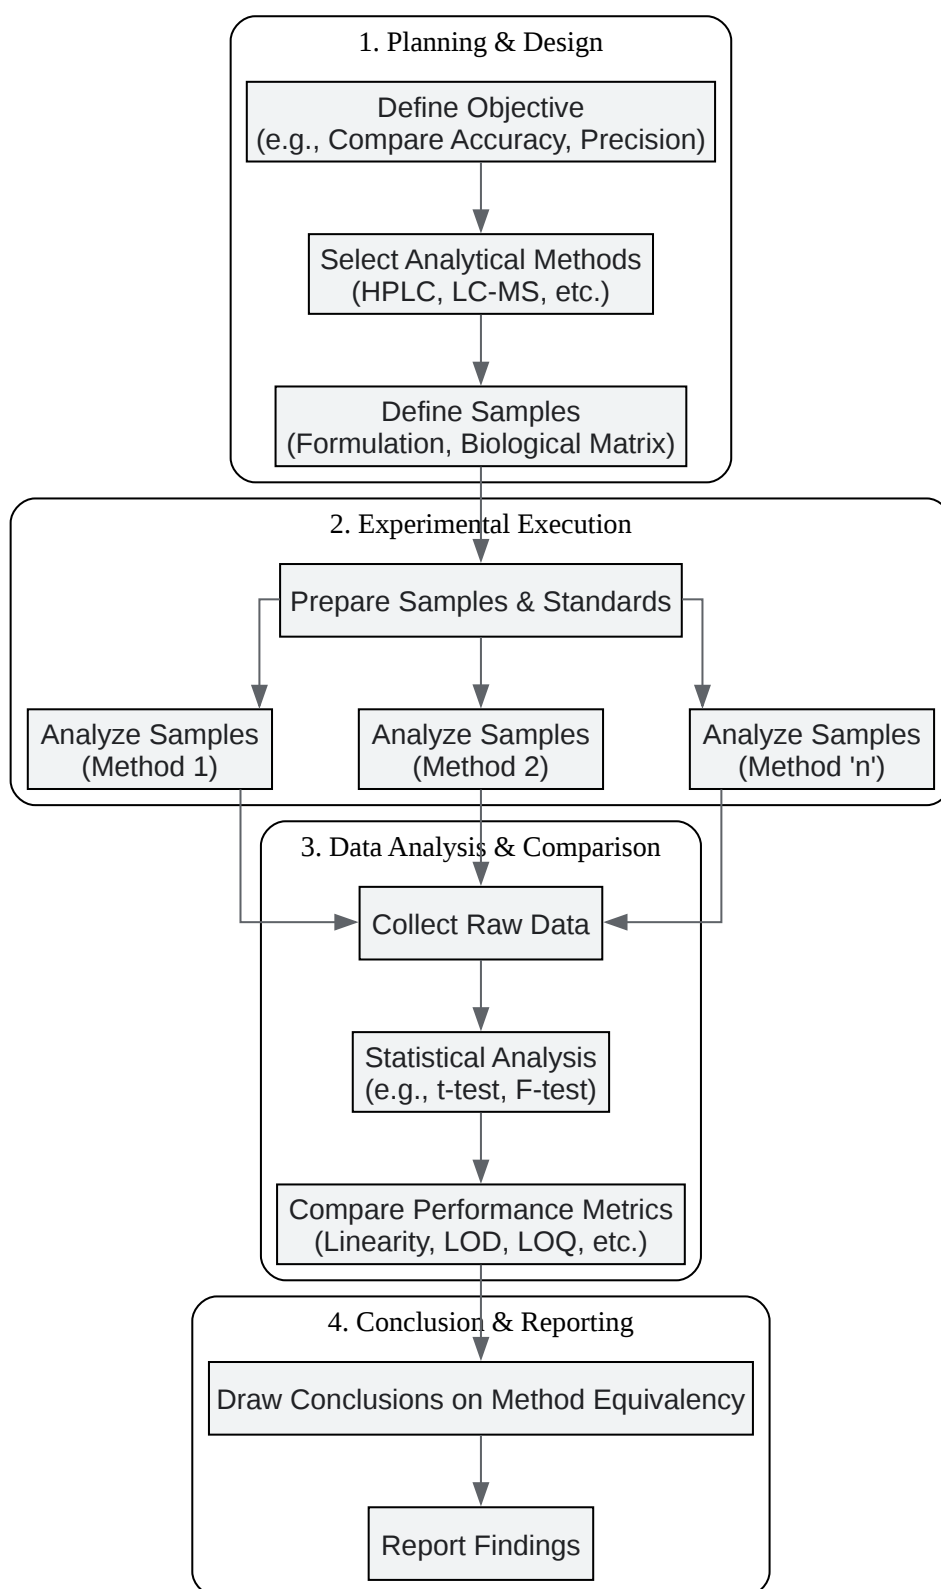 1. Planning & Design
Define Objective
(e.g., Compare Accuracy, Precision)
Select Analytical Methods
(HPLC, LC-MS, etc.)
Define Samples
(Formulation, Biological Matrix)
2. Experimental Execution
Prepare Samples & Standards
Analyze Samples
(Method 1)
Analyze Samples
(Method 2)
Analyze Samples
(Method 'n')
3. Data Analysis & Comparison
Collect Raw Data
Statistical Analysis
(e.g., t-test, F-test)
Compare Performance Metrics
(Linearity, LOD, LOQ, etc.)
4. Conclusion & Reporting
Draw Conclusions on Method Equivalency
Report Findings